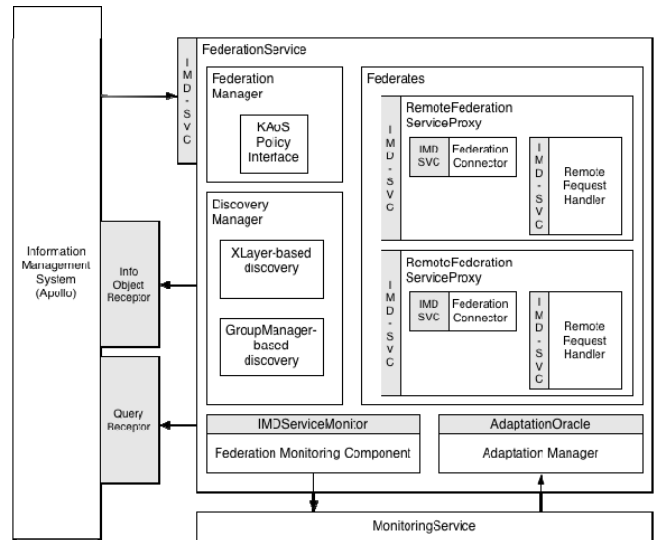 FederationService
IMD-SVC
Federation
Manager
KAoS
Policy
Interface
Discovery
Manager
XLayer-based
discovery
GroupManager-
based
discovery
Federates
IMD-SVC
RemoteFederation
ServiceProxy
IMD
SVC
Federation
Connector
IMD-SVC
Remote
Fequest
Handler
IMD-SVC
RemoteFederation
ServiceProxy
IMD
SVC
Federation
Connector
IMD-SVC
Remote
Fequest
Handler
Information
Management
System
(Apollo)
Info
Object
Receptor
Query
Receptor
IMDServiceMonitor
Federation Monitoring Component
AdaptationOracle
Adaptation Manager
MonitoringService